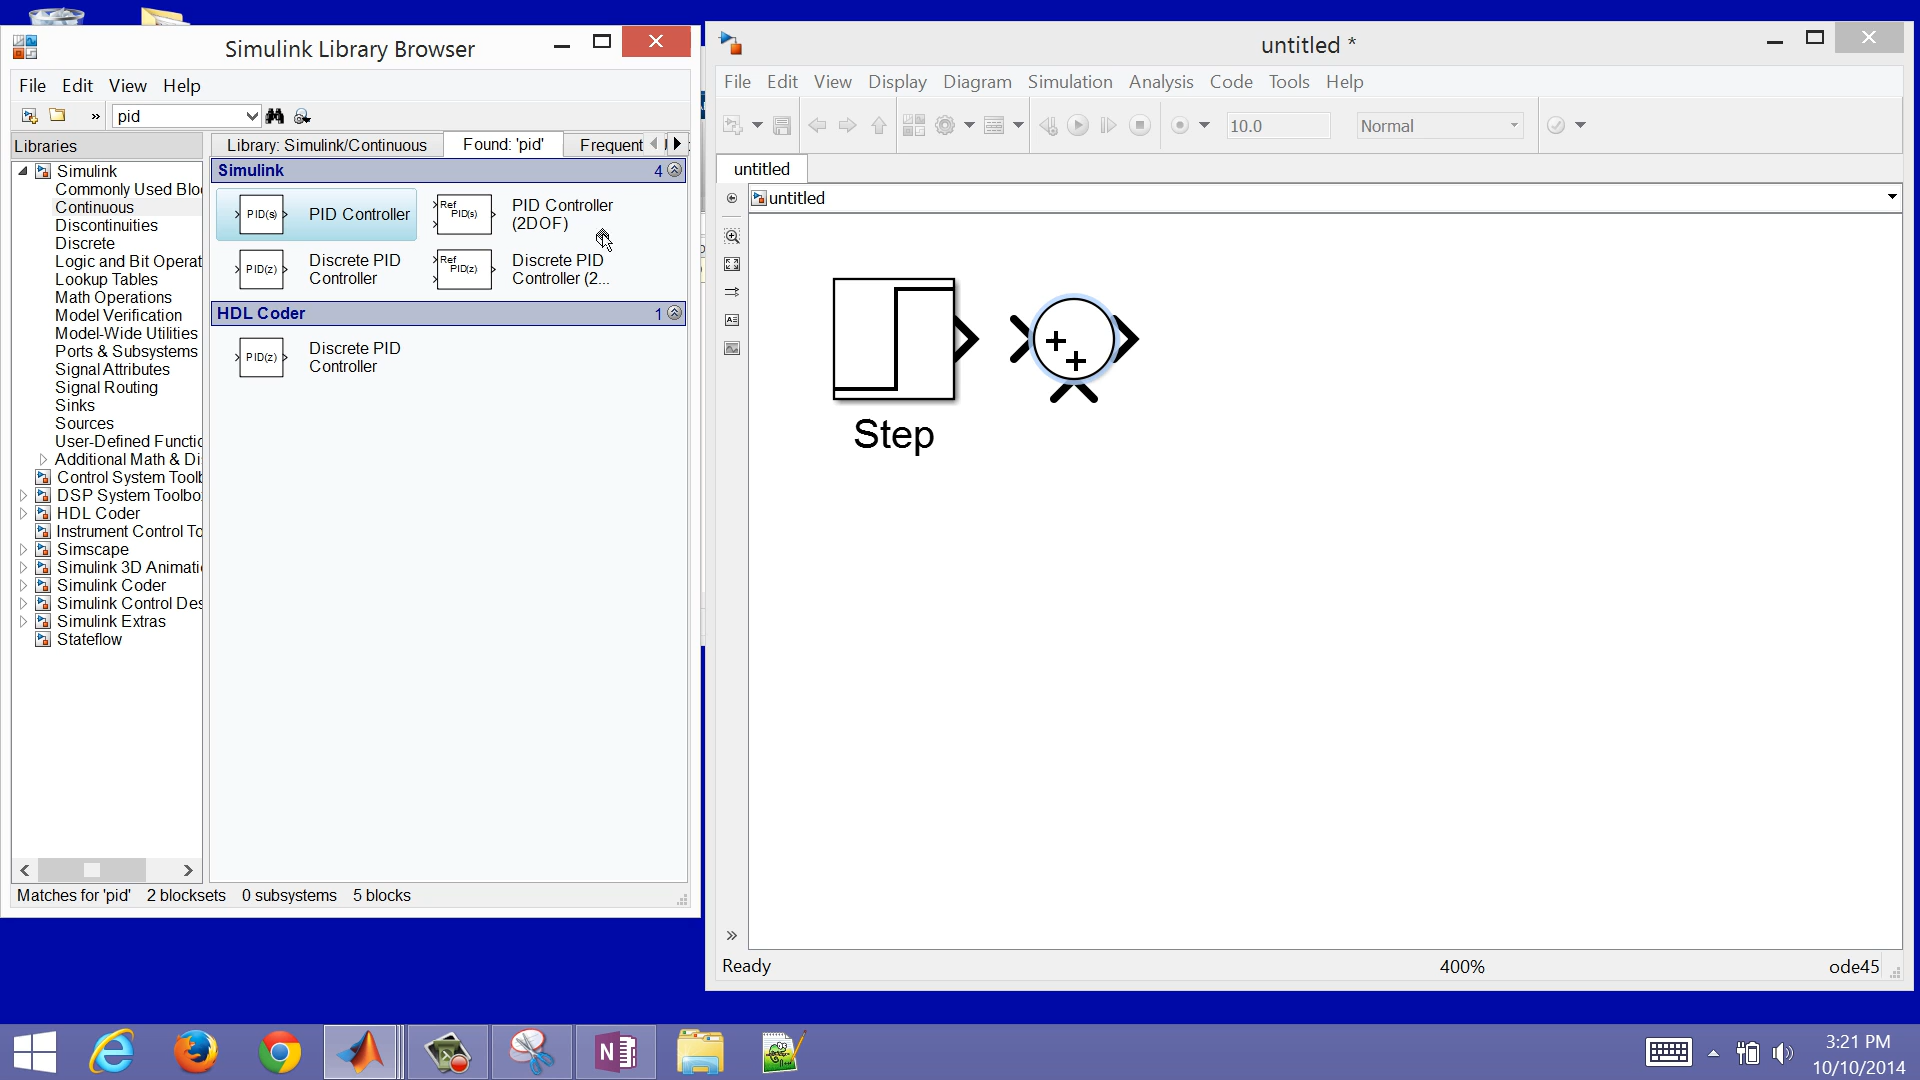 Simulink Library Browser
File Edit View Help
» pid
Libraries
Library: Simulink/Continuous Found: 'pid' Frequent
Simulink
Commonly Used Blo
Continuous
Discontinuities
Discrete
Logic and Bit Operat
Lookup Tables
Math Operations
Model Verification
Model-Wide Utilities
Ports & Subsystems
Signal Attributes
Signal Routing
Sinks
Sources
User-Defined Functio
Additional Math & Di
Control System Toolb
DSP System Toolbo
HDL Coder
Instrument Control To
Simscape
Simulink 3D Animati
Simulink Coder
Simulink Control Des
Simulink Extras
Stateflow
Simulink 4
PID(s) PID Controller
Ref PID(s) PID Controller
(2DOF)
PID(z) Discrete PID
Controller
Ref PID(z) Discrete PID
Controller (2...
HDL Coder 1
PID(z) Discrete PID
Controller
Matches for 'pid' 2 blocksets 0 subsystems 5 blocks
untitled *
File Edit View Display Diagram Simulation Analysis Code Tools Help
10.0 Normal
untitled
untitled
Step
Ready 400% ode45
3:21 PM
10/10/2014